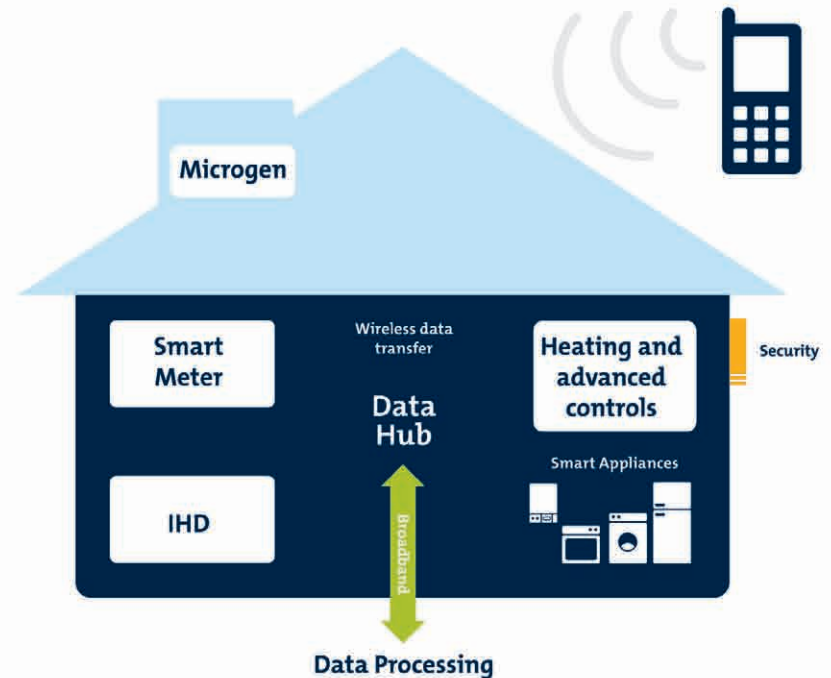 Microgen
Smart
Meter
Wireless data
transfer
Data
Hub
Heating and
advanced
controls
Security
Smart Appliances
IHD
Broadband
Data Processing